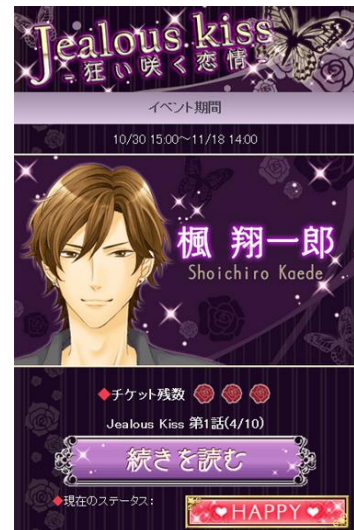 Jealous kiss
-狂い咲く恋情-
イベント期間
10/30 15:00～11/18 14:00
楓 翔一郎
Shoichiro Kaede
◆チケット残数
Jealous Kiss 第1話(4/10)
続きを読む
◆現在のステータス：
♥HAPPY♥